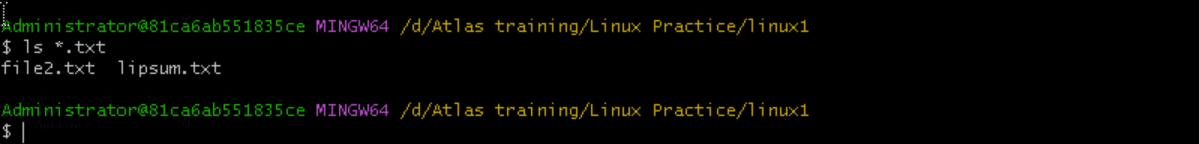 Administrator@81ca6ab551835ce MINGW64 /d/Atlas training/Linux Practice/linux1
$ ls *.txt
file2.txt  lipsum.txt
Administrator@81ca6ab551835ce MINGW64 /d/Atlas training/Linux Practice/linux1
$